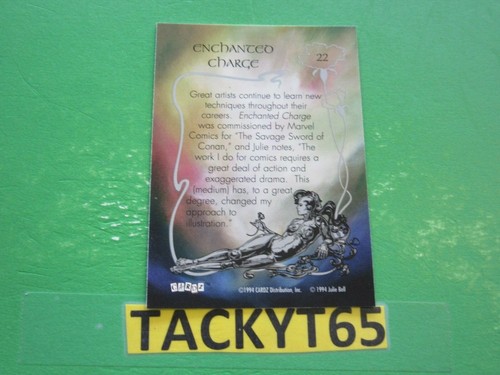 ENCHANTED
CHARGE
22
Great artists continue to learn new
techniques throughout their
careers. Enchanted Charge
was commissioned by Marvel
Comics for "The Savage Sword of
Conan," and Julie notes, "The
work I do for comics requires a
great deal of action and
exaggerated drama. This
(medium) has, to a great
degree, changed my
approach to
illustration."
CARDZ
©1994 CARDZ Distribution, Inc. © 1994 Julie Bell
TACKYT65